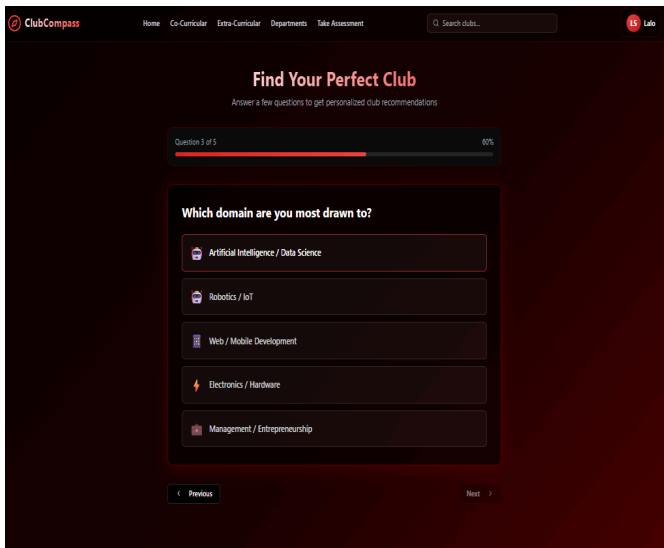 ClubCompass Home Co-Curricular Extra-Curricular Departments Take Assessment Search clubs... LS Lalo
Find Your Perfect Club
Answer a few questions to get personalized club recommendations
Question 3 of 5 60%
Which domain are you most drawn to?
Artificial Intelligence / Data Science
Robotics / IoT
Web / Mobile Development
Electronics / Hardware
Management / Entrepreneurship
Previous Next